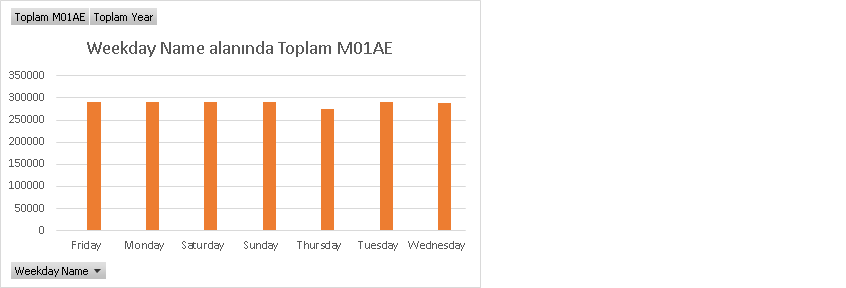 Toplam M01AE Toplam Year
Weekday Name alanında Toplam M01AE
350000
300000
250000
200000
150000
100000
50000
0
Friday Monday Saturday Sunday Thursday Tuesday Wednesday
Weekday Name